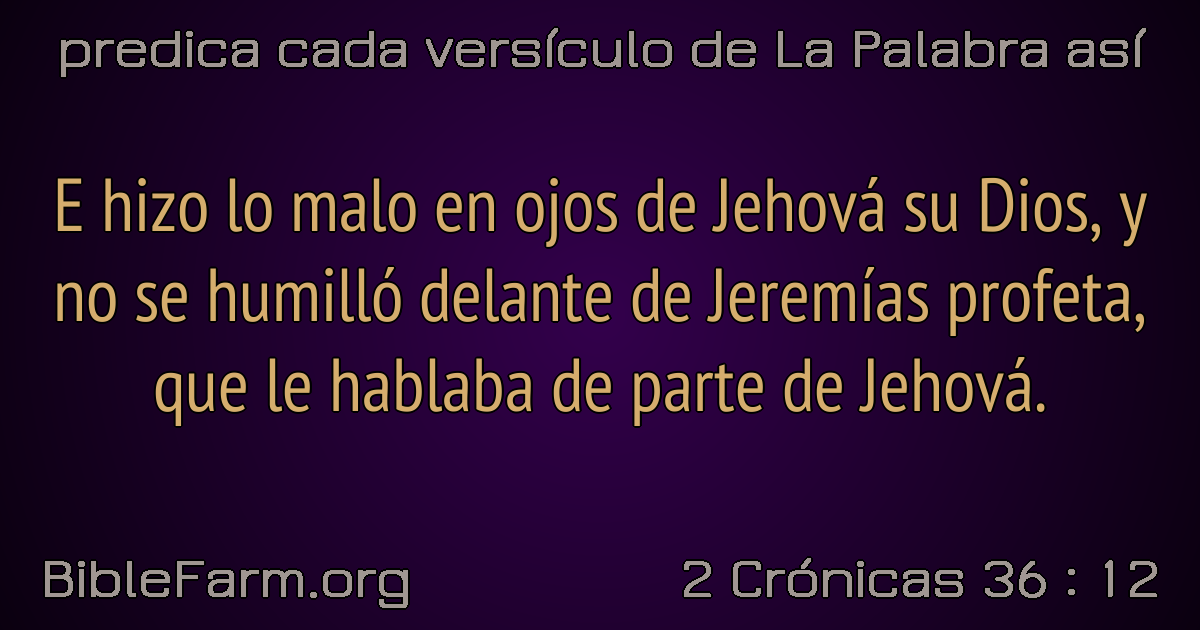 predica cada versículo de La Palabra así
E hizo lo malo en ojos de Jehová su Dios, y
no se humilló delante de Jeremías profeta,
que le hablaba de parte de Jehová.
BibleFarm.org
2 Crónicas 36 : 12